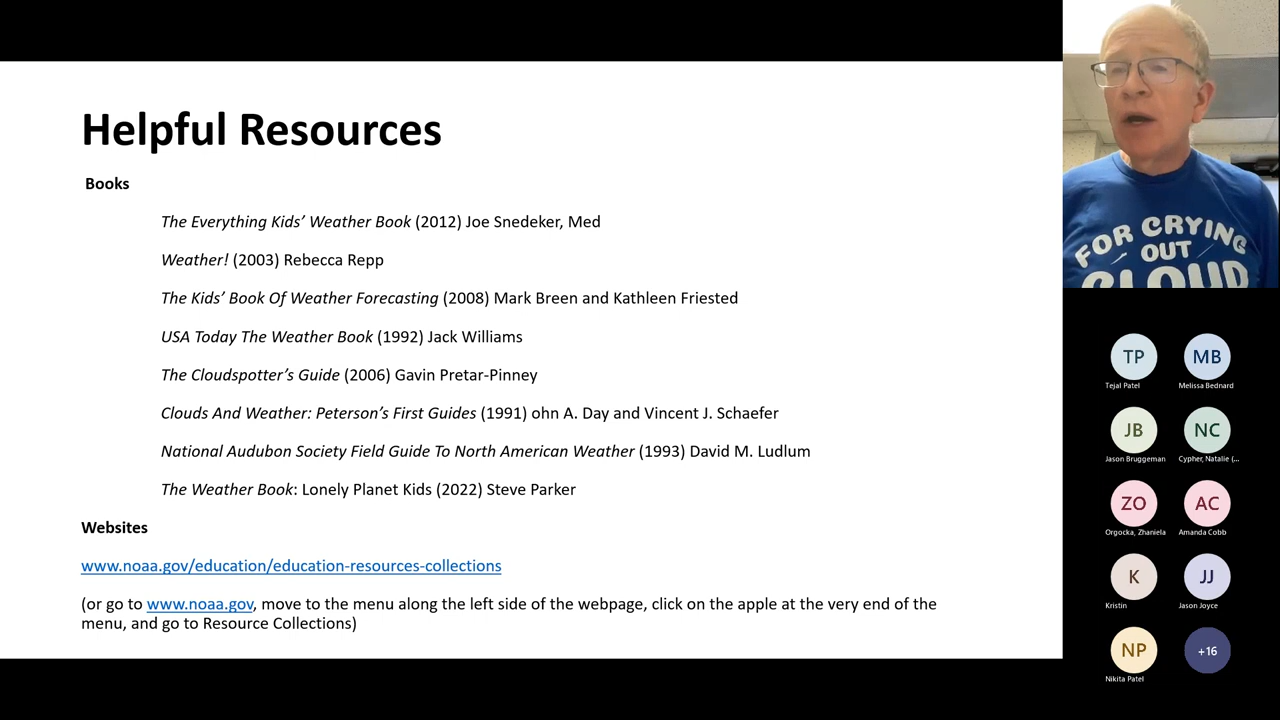 Helpful Resources
Books
The Everything Kids’ Weather Book (2012) Joe Snedeker, Med
Weather! (2003) Rebecca Repp
The Kids’ Book Of Weather Forecasting (2008) Mark Breen and Kathleen Friested
USA Today The Weather Book (1992) Jack Williams
The Cloudspotter’s Guide (2006) Gavin Pretar-Pinney
Clouds And Weather: Peterson’s First Guides (1991) ohn A. Day and Vincent J. Schaefer
National Audubon Society Field Guide To North American Weather (1993) David M. Ludlum
The Weather Book: Lonely Planet Kids (2022) Steve Parker
Websites
www.noaa.gov/education/education-resources-collections
(or go to www.noaa.gov, move to the menu along the left side of the webpage, click on the apple at the very end of the
menu, and go to Resource Collections)
FOR CRYING
OUT
CLOUD
TP
Tejal Patel
MB
Melissa Bednard
JB
Jason Bruggeman
NC
Cypher, Natalie (...
ZO
Orgocka, Zhaniela
AC
Amanda Cobb
K
Kristin
JJ
Jason Joyce
NP
Nikita Patel
+16